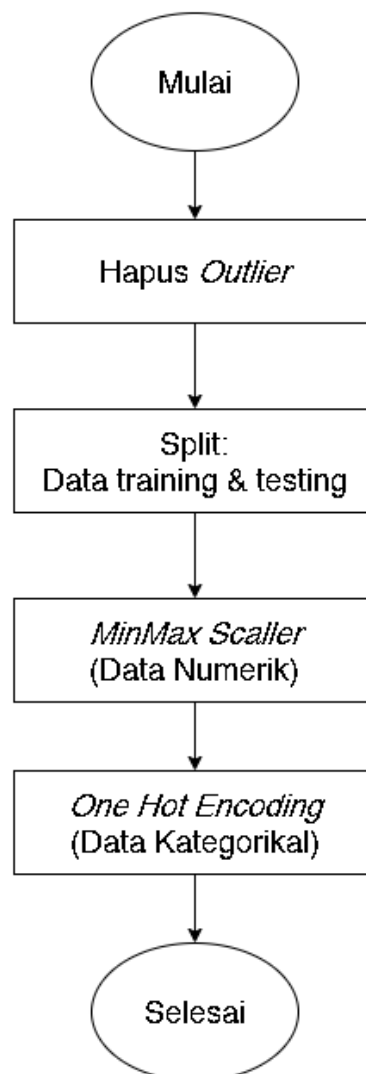 Mulai
Hapus Outlier
Split:
Data training & testing
MinMax Scaller
(Data Numerik)
One Hot Encoding
(Data Kategorikal)
Selesai